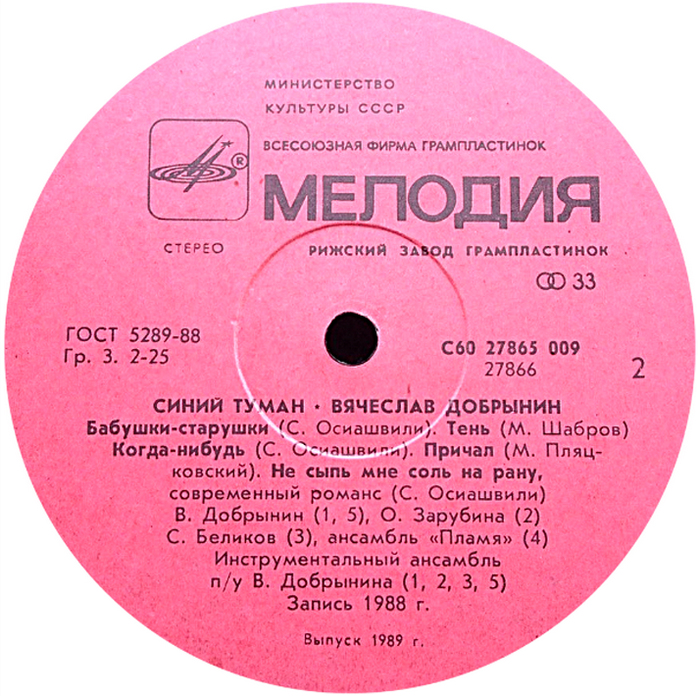 МИНИСТЕРСТВО
КУЛЬТУРЫ СССР
ВСЕСОЮЗНАЯ ФИРМА ГРАМПЛАСТИНОК
®
МЕЛОДИЯ
СТЕРЕО
РИЖСКИЙ ЗАВОД ГРАМПЛАСТИНОК
33
ГОСТ 5289-88
Гр. 3. 2-25
С60 27865 009
27866
2
СИНИЙ ТУМАН • ВЯЧЕСЛАВ ДОБРЫНИН
Бабушки-старушки (С. Осиашвили). Тень (М. Шабров)
Когда-нибудь (С. Осиашвили). Причал (М. Пляц-
ковский). Не сыпь мне соль на рану,
современный романс (С. Осиашвили)
В. Добрынин (1, 5), О. Зарубина (2)
С. Беликов (3), ансамбль «Пламя» (4)
Инструментальный ансамбль
п/у В. Добрынина (1, 2, 3, 5)
Запись 1988 г.
Выпуск 1989 г.